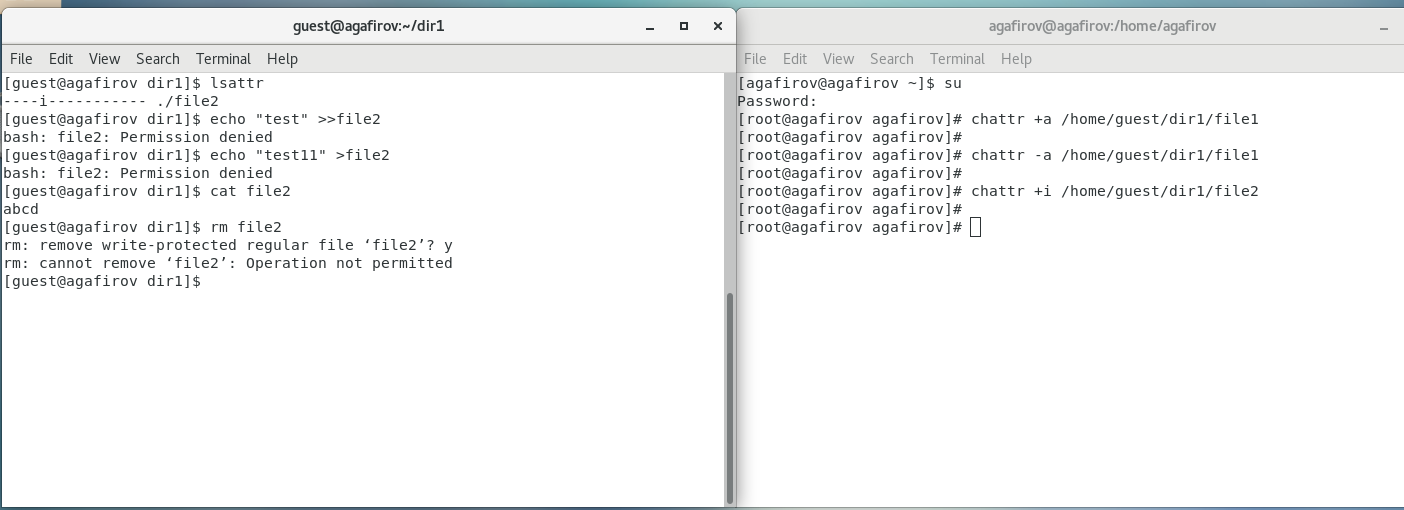 guest@agafirov:~/dir1
File Edit View Search Terminal Help
[guest@agafirov dir1]$ lsattr
----i----------- ./file2
[guest@agafirov dir1]$ echo "test" >>file2
bash: file2: Permission denied
[guest@agafirov dir1]$ echo "test11" >file2
bash: file2: Permission denied
[guest@agafirov dir1]$ cat file2
abcd
[guest@agafirov dir1]$ rm file2
rm: remove write-protected regular file ‘file2’? y
rm: cannot remove ‘file2’: Operation not permitted
[guest@agafirov dir1]$
agafirov@agafirov:/home/agafirov
File Edit View Search Terminal Help
[agafirov@agafirov ~]$ su
Password:
[root@agafirov agafirov]# chattr +a /home/guest/dir1/file1
[root@agafirov agafirov]#
[root@agafirov agafirov]# chattr -a /home/guest/dir1/file1
[root@agafirov agafirov]#
[root@agafirov agafirov]# chattr +i /home/guest/dir1/file2
[root@agafirov agafirov]#
[root@agafirov agafirov]#